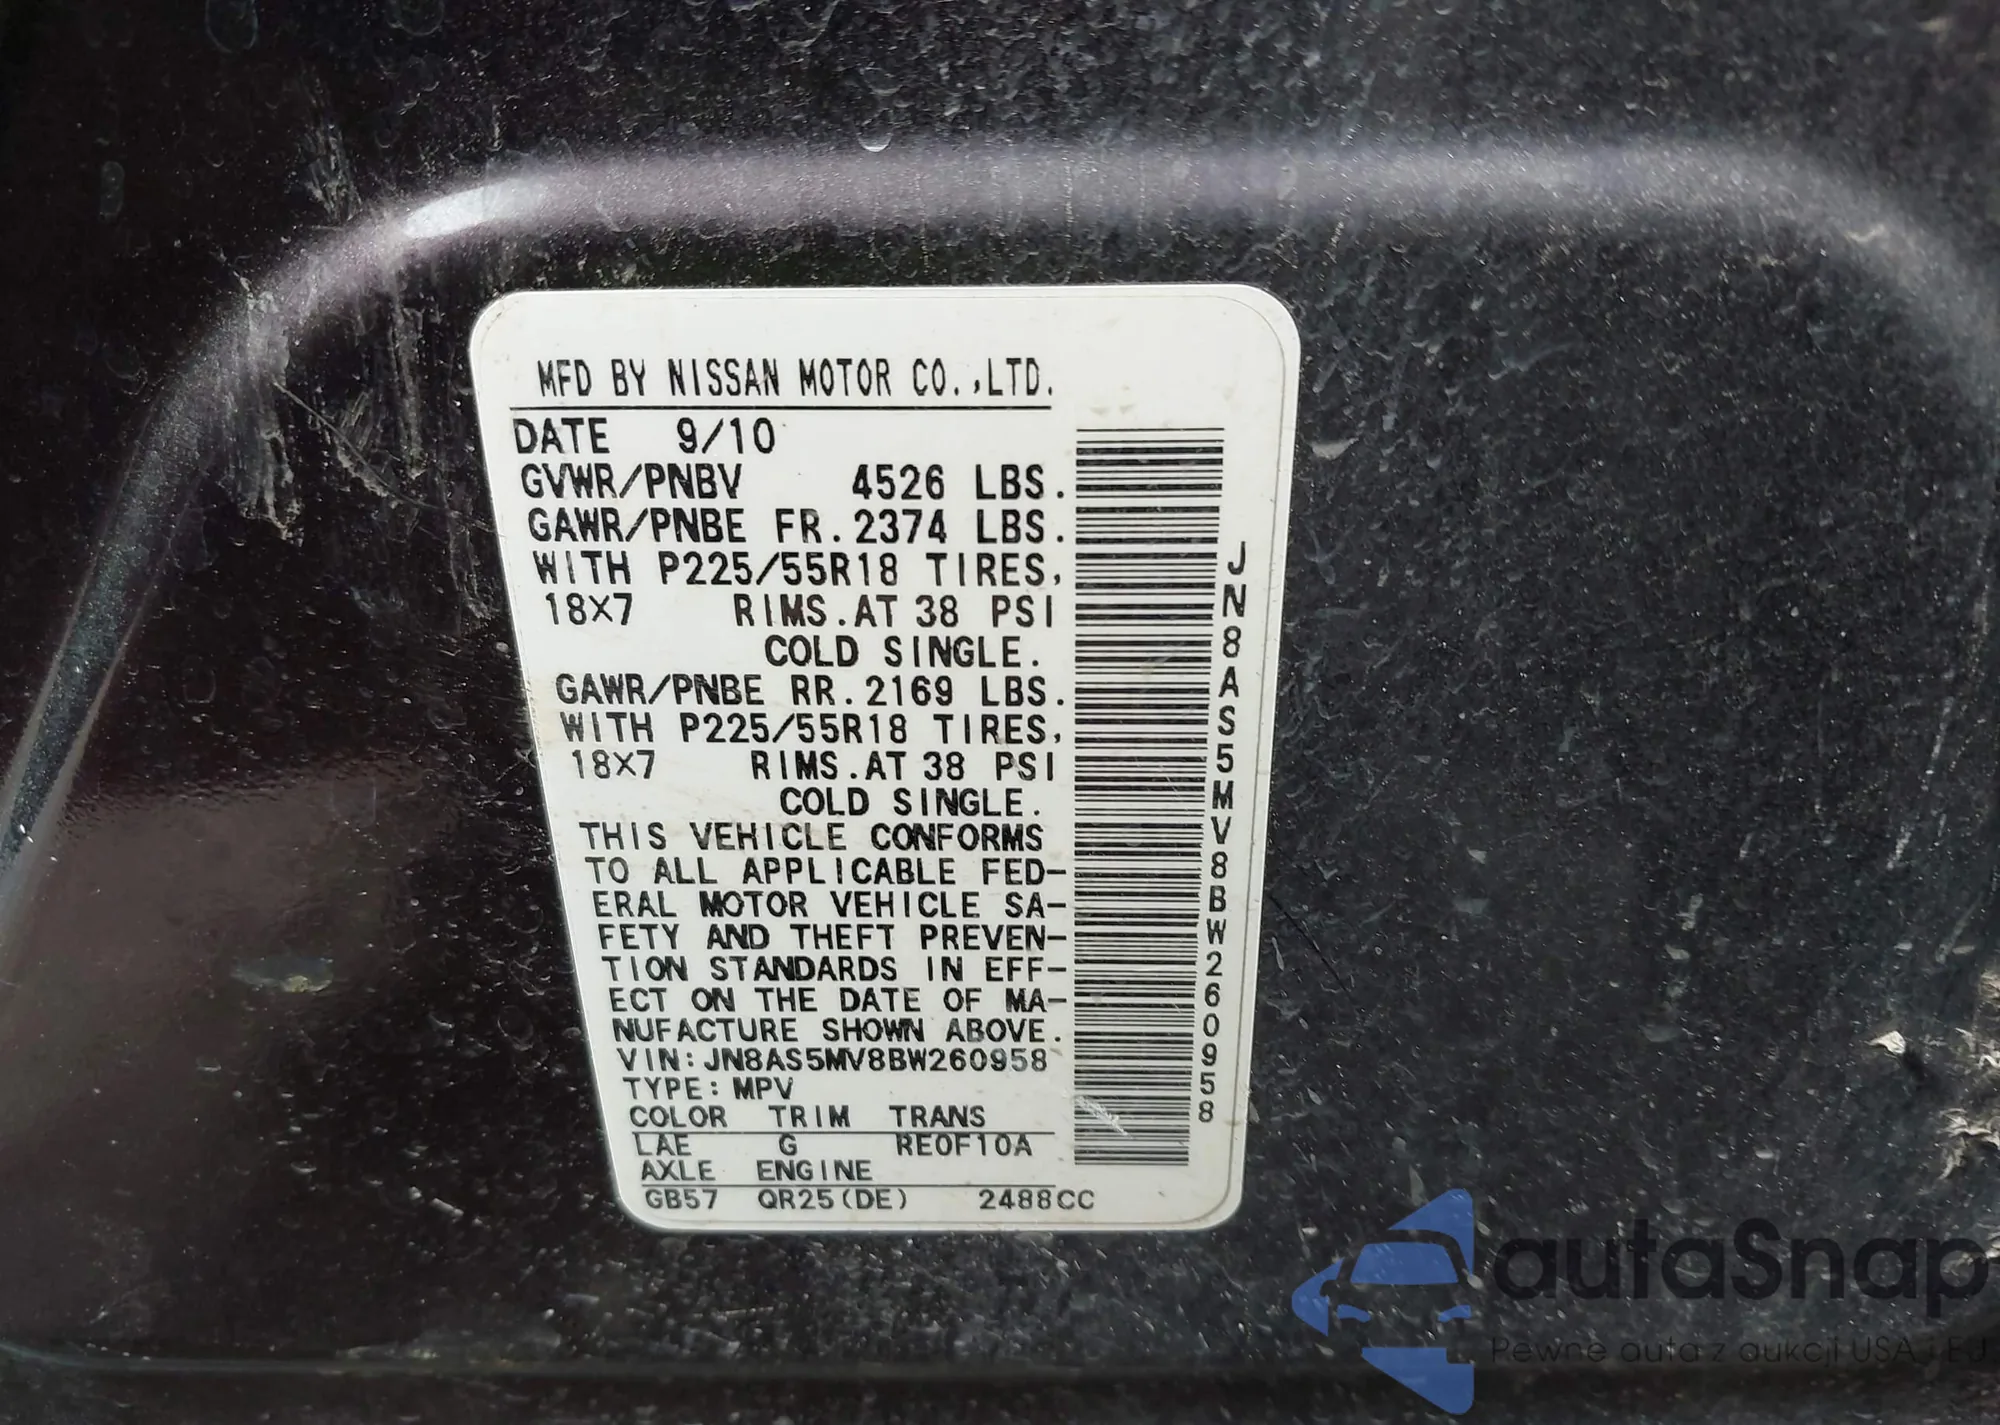 MFD BY NISSAN MOTOR CO.,LTD.
DATE 9/10
GVWR/PNBV 4526 LBS.
GAWR/PNBE FR.2374 LBS.
WITH P225/55R18 TIRES,
18X7 RIMS.AT 38 PSI
COLD SINGLE.
GAWR/PNBE RR.2169 LBS.
WITH P225/55R18 TIRES,
18X7 RIMS.AT 38 PSI
COLD SINGLE.
THIS VEHICLE CONFORMS
TO ALL APPLICABLE FED-
ERAL MOTOR VEHICLE SA-
FETY AND THEFT PREVEN-
TION STANDARDS IN EFF-
ECT ON THE DATE OF MA-
NUFACTURE SHOWN ABOVE.
VIN:JN8AS5MV8BW260958
TYPE:MPV
COLOR TRIM TRANS
LAE G RE0F10A
AXLE ENGINE
GB57 QR25(DE) 2488CC
JN8AS5MV8BW260958
autaSnap
Pewne auta z aukcji USA i EU